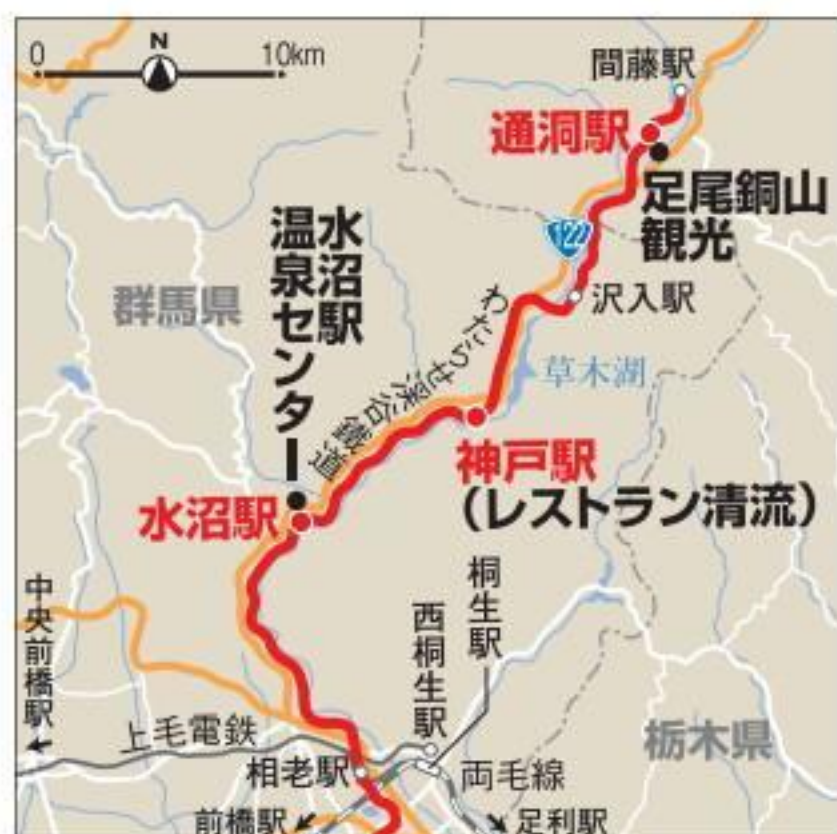 0
N
10km
間藤駅
通洞駅
足尾銅山
観光
122
沢入駅
群馬県
水沼駅
温泉センター
わたらせ渓谷鐵道
草木湖
神戸駅
(レストラン清流)
水沼駅
桐生駅
西桐生駅
中央前橋駅
上毛電鉄
栃木県
相老駅
両毛線
前橋駅
足利駅